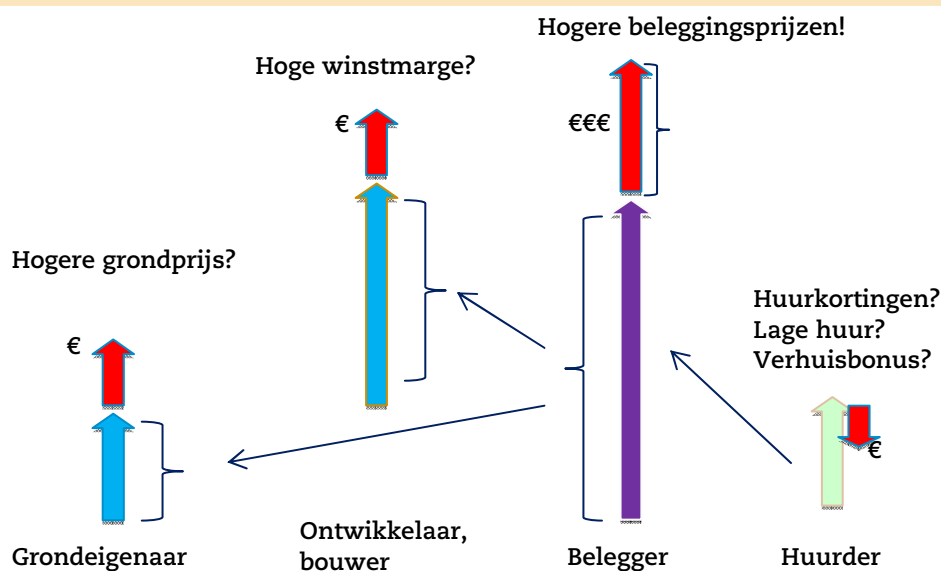 Hogere beleggingsprijzen!
Hoge winstmarge?
€
€€€
Hogere grondprijs?
€
Huurkortingen?
Lage huur?
Verhuisbonus?
€
Grondeigenaar
Ontwikkelaar,
bouwer
Belegger
Huurder